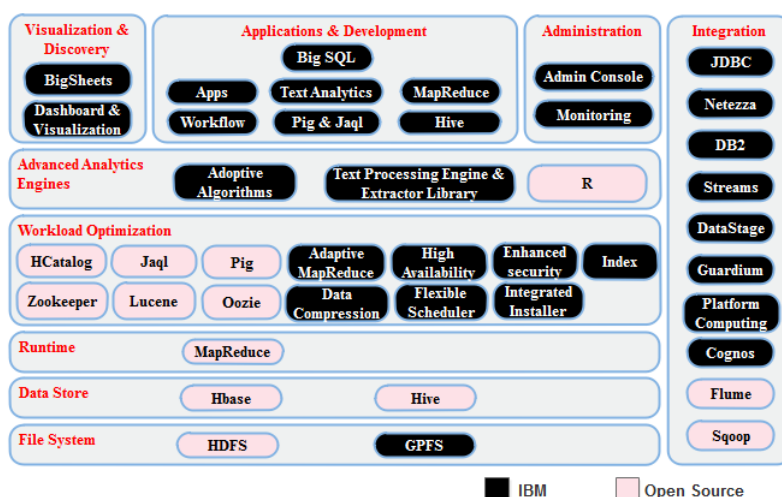 Visualization &
Discovery
BigSheets
Dashboard &
Visualization
Applications & Development
Big SQL
Apps
Text Analytics
MapReduce
Workflow
Pig & Jaql
Hive
Administration
Admin Console
Monitoring
Integration
JDBC
Netezza
DB2
Streams
DataStage
Guardium
Platform
Computing
Cognos
Flume
Sqoop
Advanced Analytics
Engines
Adoptive
Algorithms
Text Processing Engine &
Extractor Library
R
Workload Optimization
HCatalog
Jaql
Pig
Adaptive
MapReduce
High
Availability
Enhanced
security
Index
Zookeeper
Lucene
Oozie
Data
Compression
Flexible
Scheduler
Integrated
Installer
Runtime
MapReduce
Data Store
Hbase
Hive
File System
HDFS
GPFS
IBM
Open Source